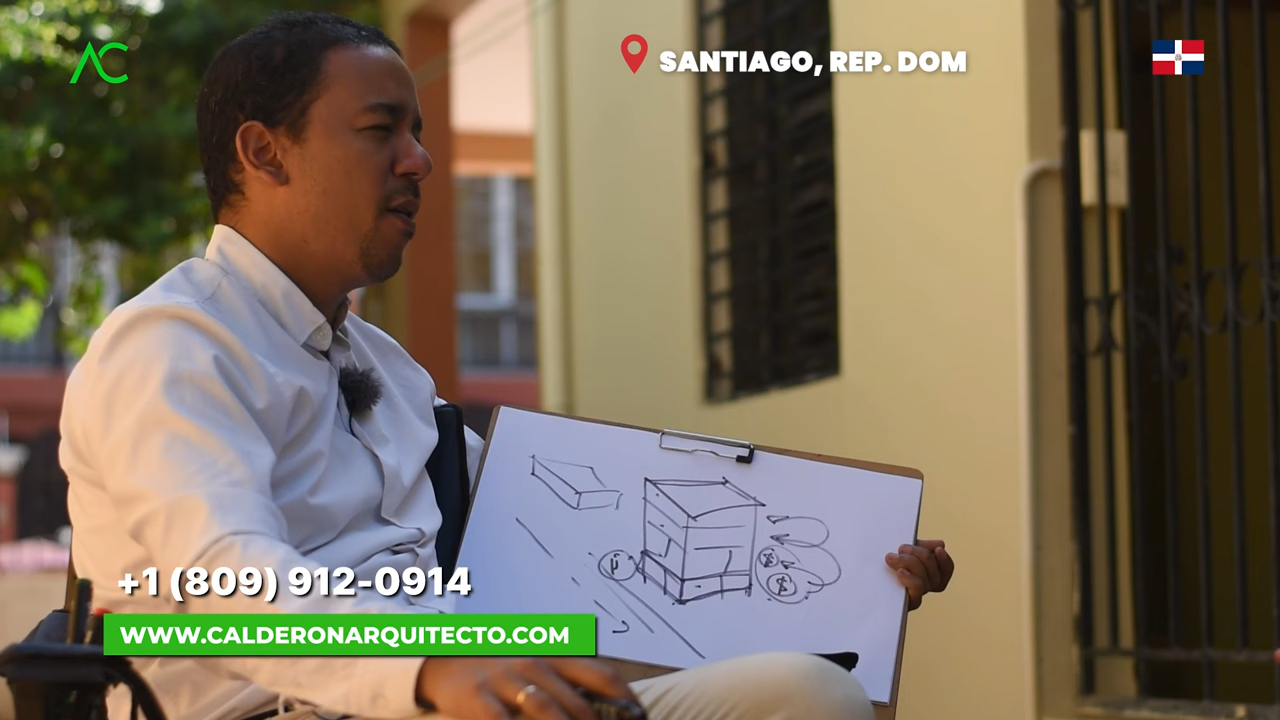 AC
SANTIAGO, REP. DOM
+1 (809) 912-0914
WWW.CALDERONARQUITECTO.COM